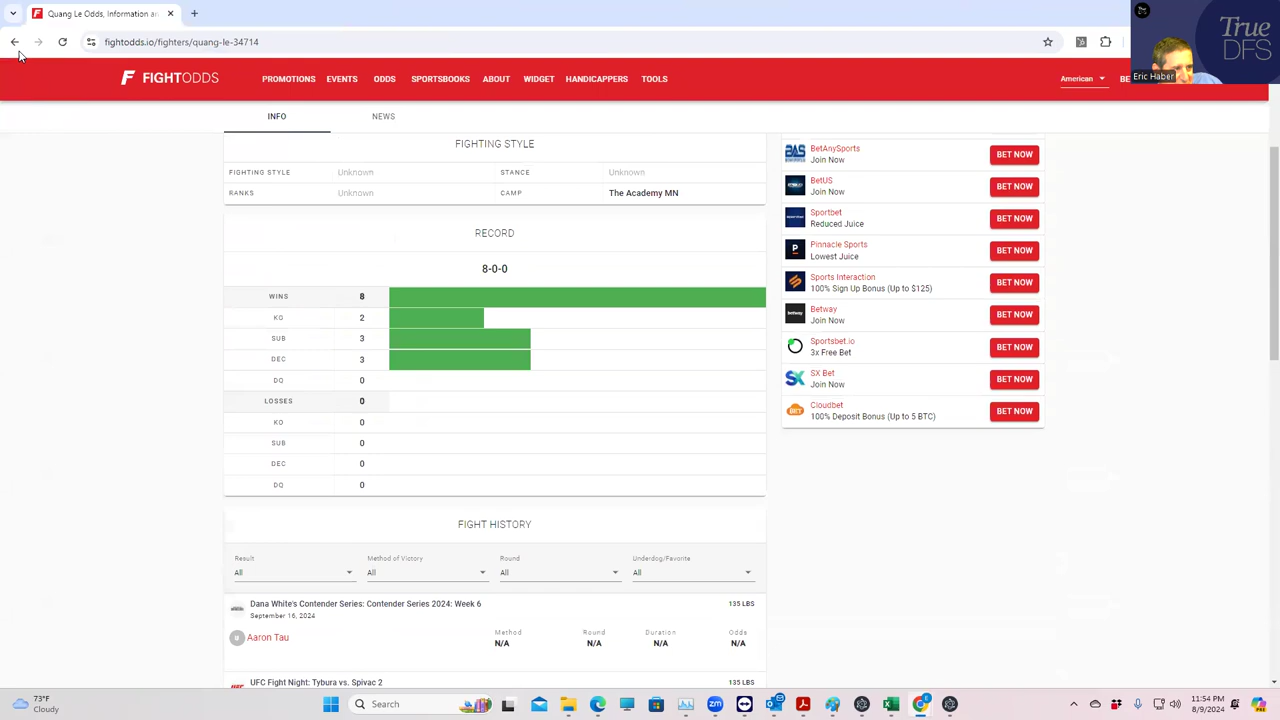 Quang Le Odds, Information an
fightodds.io/fighters/quang-le-34714
True
DFS
Eric Haber
FIGHTODDS
PROMOTIONS EVENTS ODDS SPORTSBOOKS ABOUT WIDGET HANDICAPPERS TOOLS
American
BE
INFO NEWS
FIGHTING STYLE
FIGHTING STYLE Unknown STANCE Unknown
RANKS Unknown CAMP The Academy MN
RECORD
8-0-0
WINS 8
KO 2
SUB 3
DEC 3
DQ 0
LOSSES 0
KO 0
SUB 0
DEC 0
DQ 0
FIGHT HISTORY
Result Method of Victory Round Underdog/Favorite
All All All All
Dana White's Contender Series: Contender Series 2024: Week 6 135 LBS
September 16, 2024
Method Round Duration Odds
Aaron Tau N/A N/A N/A N/A
UFC Fight Night: Tybura vs. Spivac 2 135 LBS
BetAnySports
Join Now
BET NOW
BetUS
Join Now
BET NOW
Sportbet
Reduced Juice
BET NOW
Pinnacle Sports
Lowest Juice
BET NOW
Sports Interaction
100% Sign Up Bonus (Up to $125)
BET NOW
Betway
Join Now
BET NOW
Sportsbet.io
3x Free Bet
BET NOW
SX Bet
Join Now
BET NOW
Cloudbet
100% Deposit Bonus (Up to 5 BTC)
BET NOW
73°F
Cloudy
Search
11:54 PM
8/9/2024